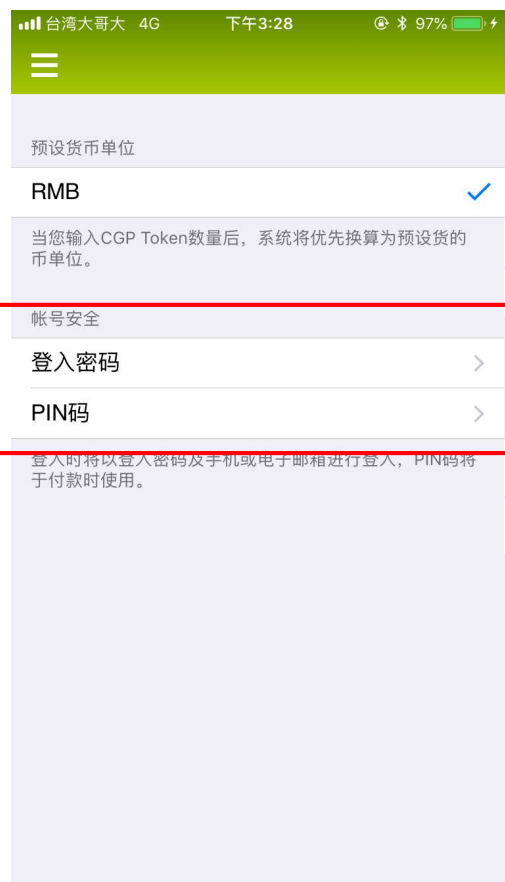 台湾大哥大 4G 下午3:28 97%
预设货币单位
RMB
当您输入CGP Token数量后，系统将优先换算为预设货的
币单位。
帐号安全
登入密码
PIN码
登入时将以登入密码及手机或电子邮箱进行登入，PIN码将
于付款时使用。